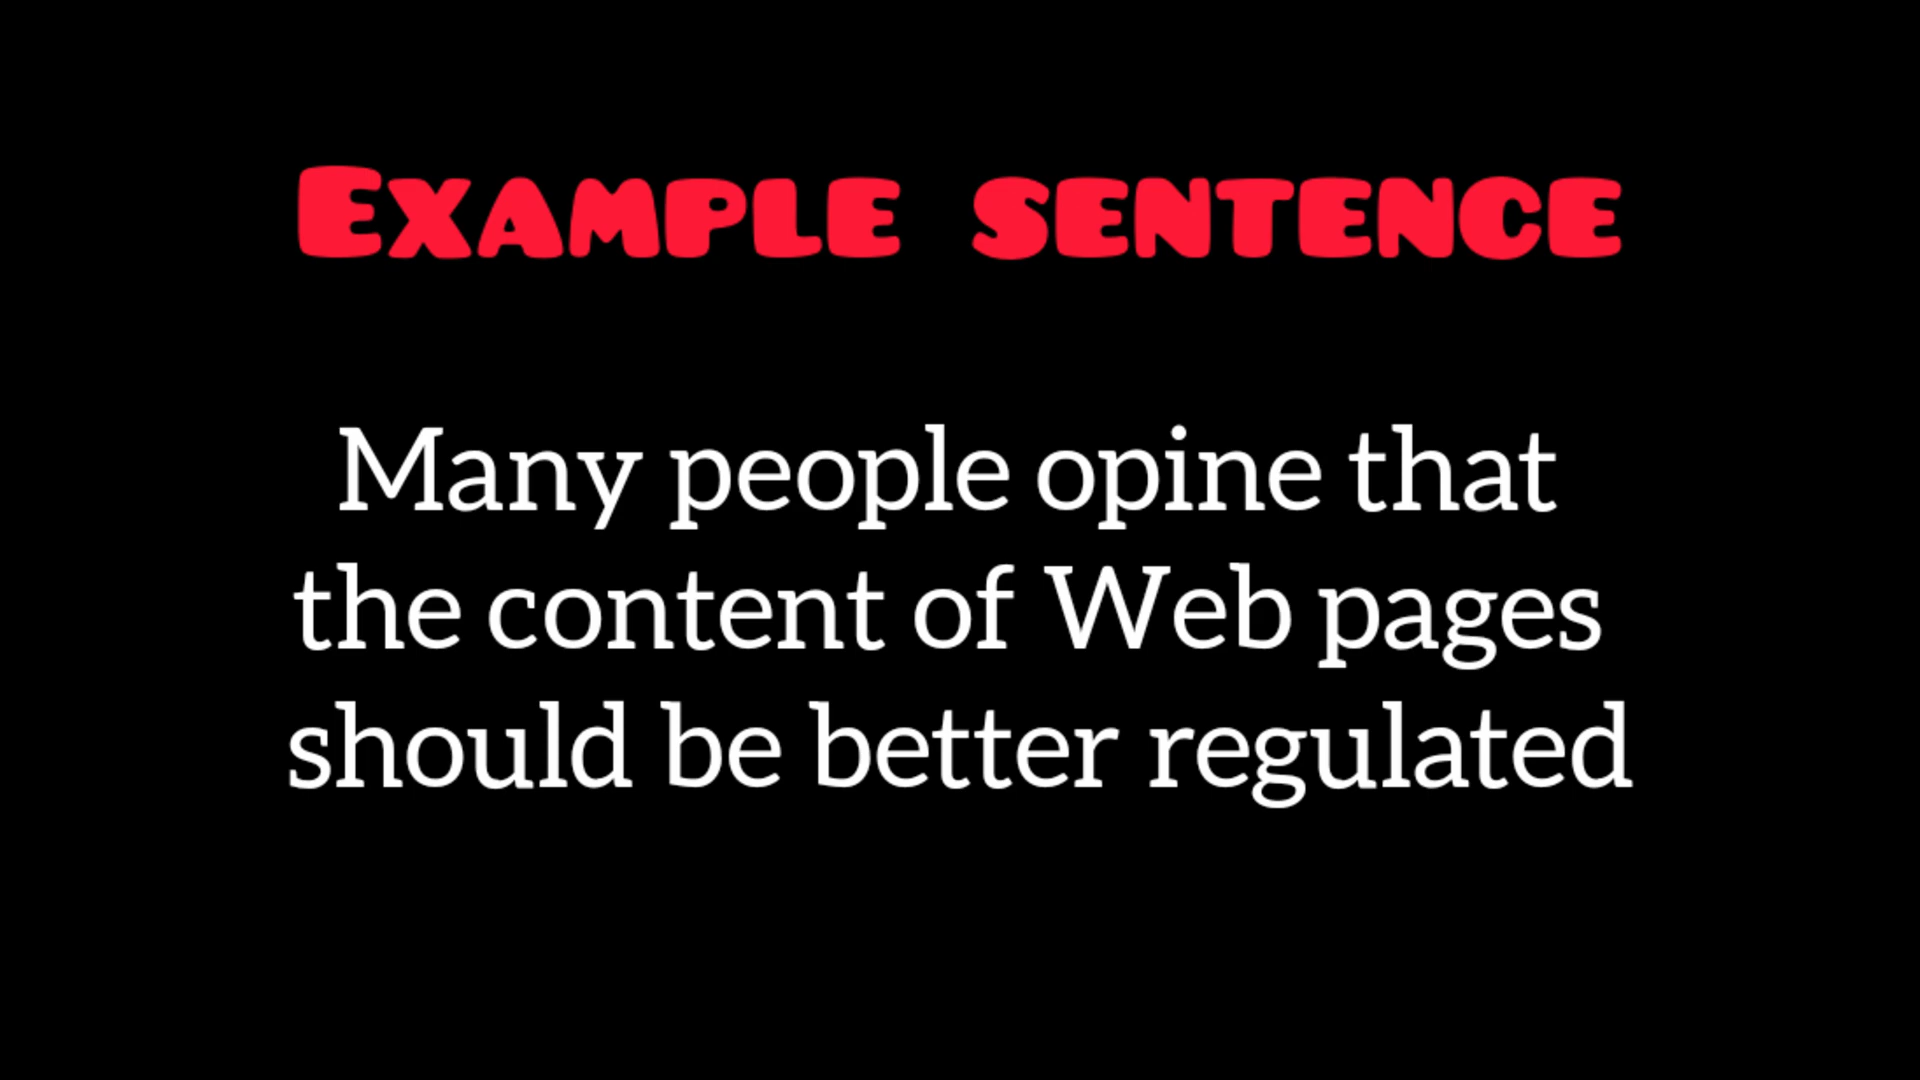 Example sentence
Many people opine that
the content of Web pages
should be better regulated